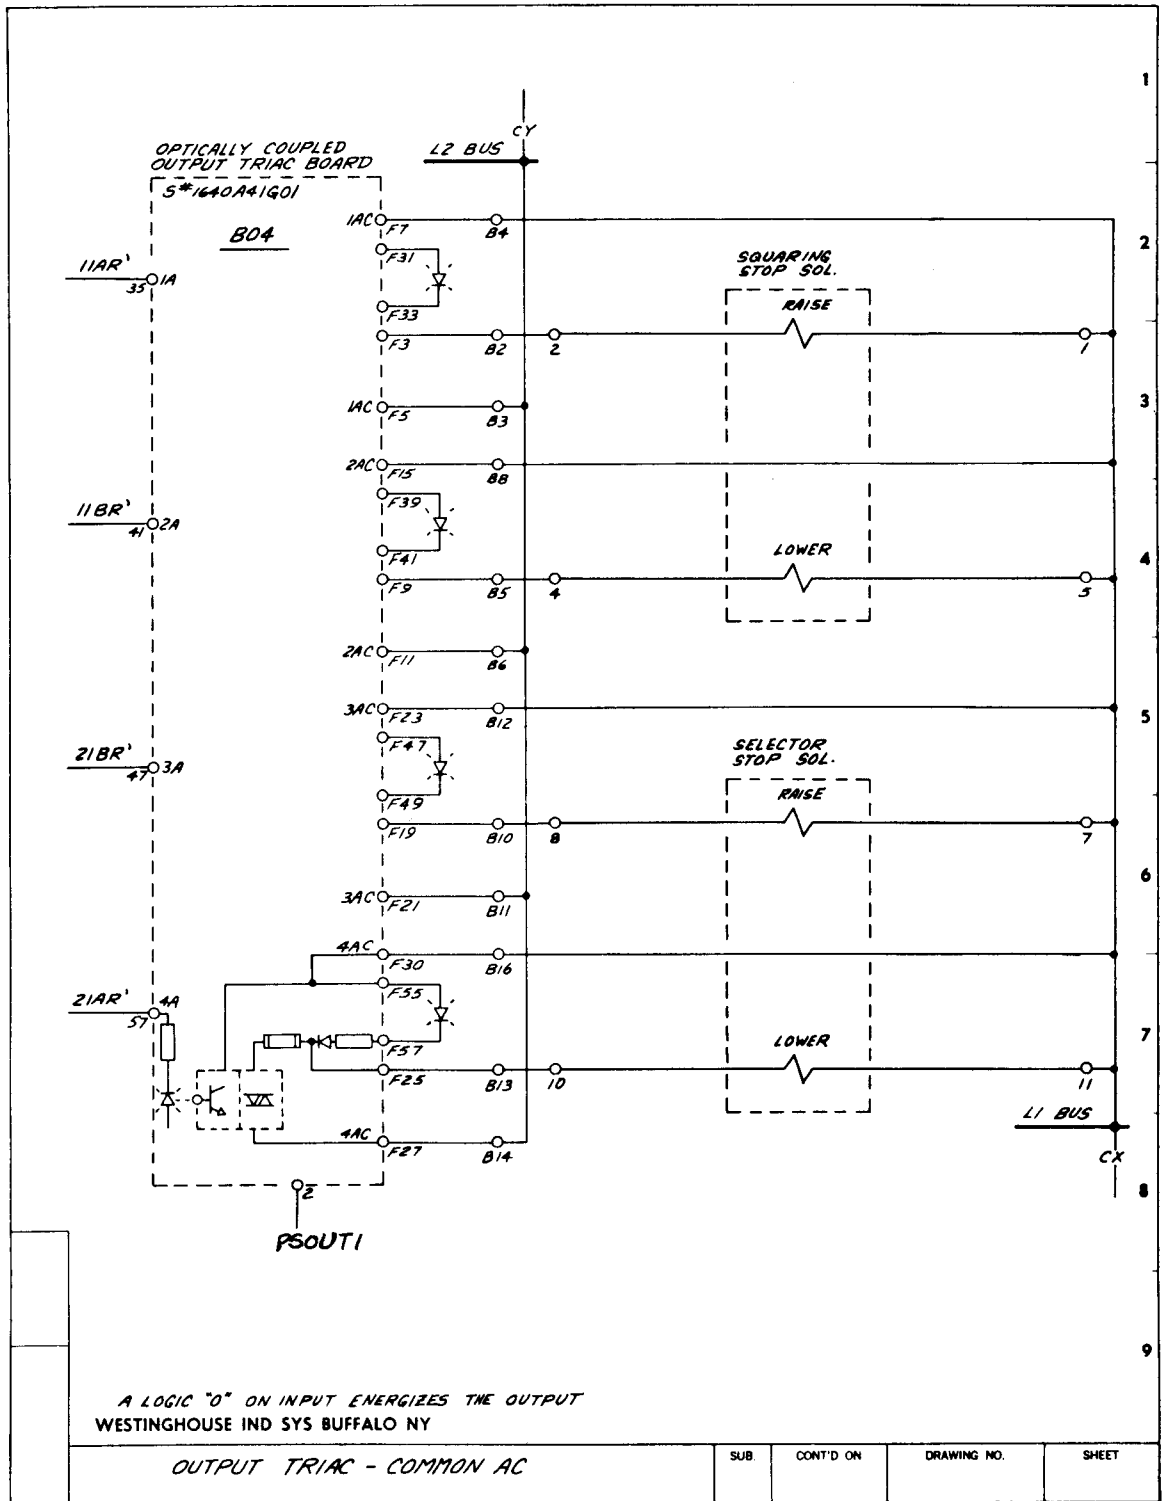 1
CY
OPTICALLY COUPLED
OUTPUT TRIAC BOARD
L2 BUS
S#1640A41G01
1AC F7 B4
B04
2
11AR'
35 1A
F31
SQUARING
STOP SOL.
RAISE
F33
F3 B2 2 1
1AC F5 B3
3
2AC F15 B8
F39
11BR'
41 2A
F41
LOWER
4
F9 B5 4 5
2AC F11 B6
3AC F23 B12
5
21BR'
47 3A
F47
SELECTOR
STOP SOL.
F49
RAISE
F19 B10 8 7
6
3AC F21 B11
4AC F30 B16
21AR'
57 4A
F55
7
F57
LOWER
F25 B13 10 11
L1 BUS
4AC F27 B14
CX
8
2
PSOUT1
9
A LOGIC "0" ON INPUT ENERGIZES THE OUTPUT
WESTINGHOUSE IND SYS BUFFALO NY
OUTPUT TRIAC - COMMON AC
SUB. CONT'D ON DRAWING NO. SHEET